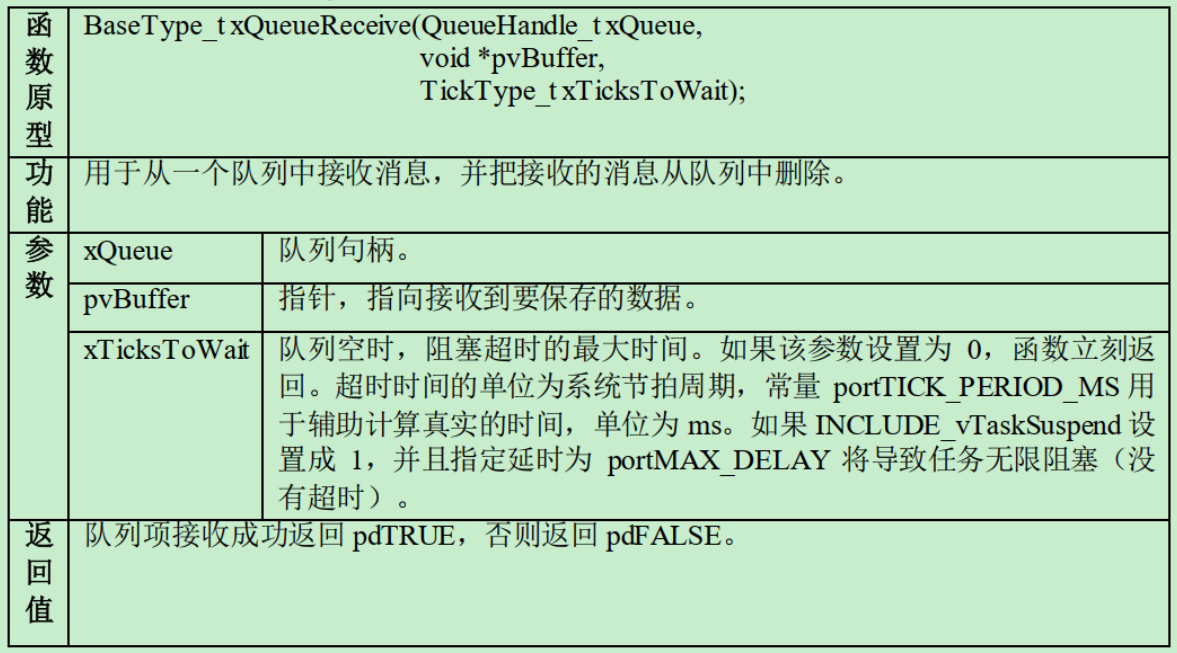 函数原型
BaseType_t xQueueReceive(QueueHandle_t xQueue,
void *pvBuffer,
TickType_t xTicksToWait);
功能
用于从一个队列中接收消息，并把接收的消息从队列中删除。
参数
xQueue
队列句柄。
pvBuffer
指针，指向接收到要保存的数据。
xTicksToWait
队列空时，阻塞超时的最大时间。如果该参数设置为 0，函数立刻返
回。超时时间的单位为系统节拍周期，常量 portTICK_PERIOD_MS 用
于辅助计算真实的时间，单位为 ms。如果 INCLUDE_vTaskSuspend 设
置成 1，并且指定延时为 portMAX_DELAY 将导致任务无限阻塞（没
有超时）。
返回值
队列项接收成功返回 pdTRUE，否则返回 pdFALSE。